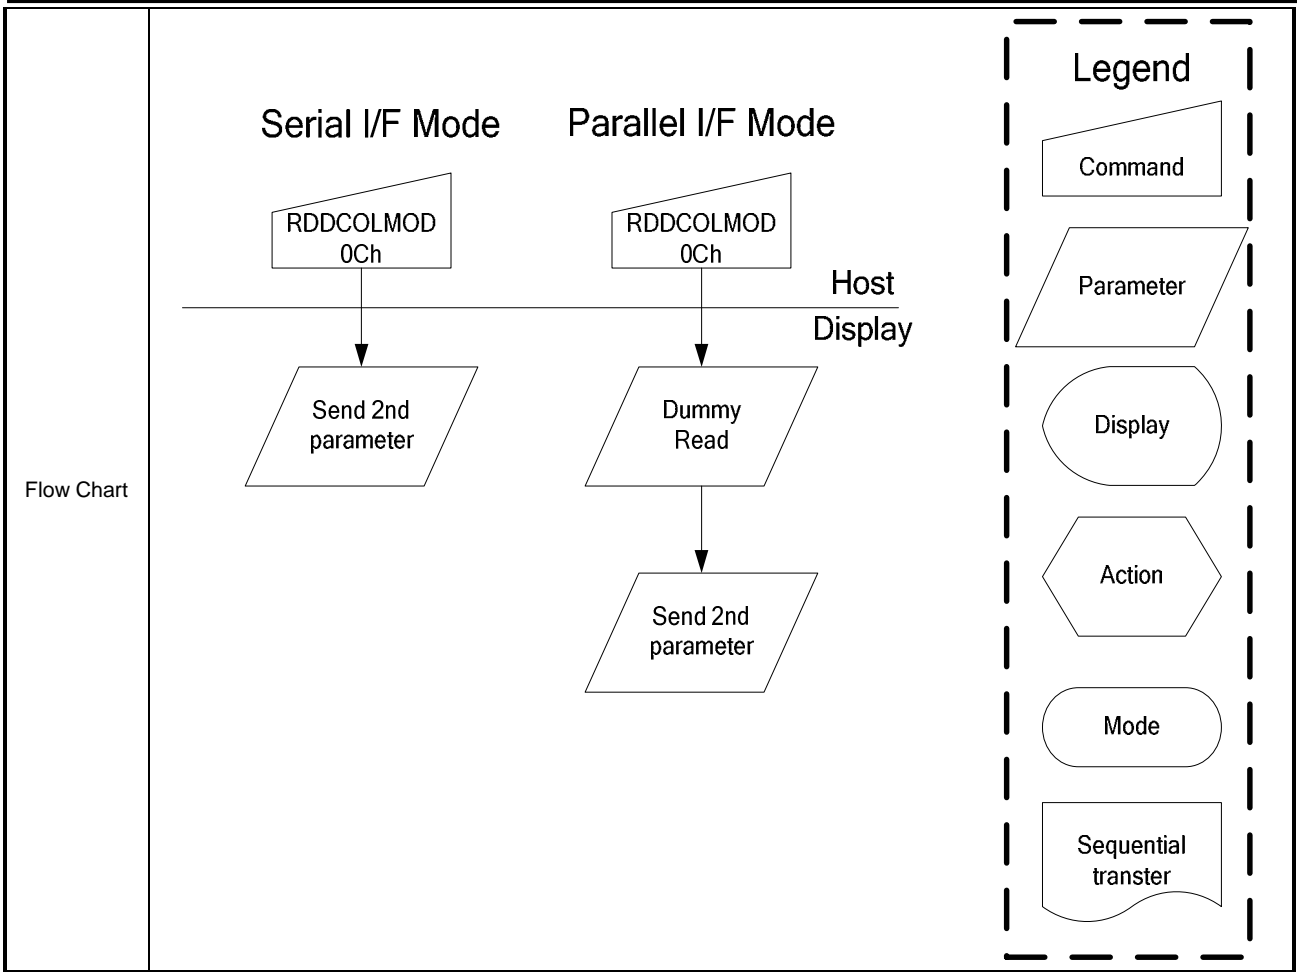 Flow Chart
Serial I/F Mode
RDDCOLMOD
0Ch
Send 2nd
parameter
Parallel I/F Mode
RDDCOLMOD
0Ch
Host
Display
Dummy
Read
Send 2nd
parameter
Legend
Command
Parameter
Display
Action
Mode
Sequential
transter